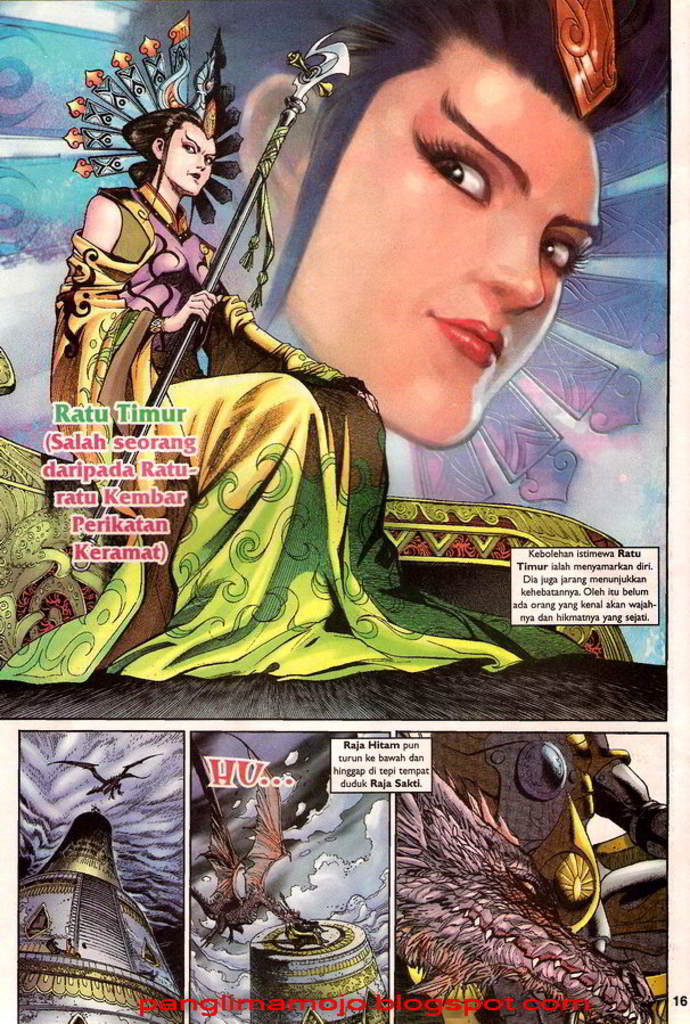 Ratu Timur
(Salah seorang
daripada Ratu-
ratu Kembar
Perikatan
Keramat)
Kebolehan istimewa Ratu
Timur ialah menyamarkan diri.
Dia juga jarang menunjukkan
kehebatannya. Oleh itu belum
ada orang yang kenal akan wajah-
nya dan hikmatnya yang sejati.
HU...
Raja Hitam pun
turun ke bawah dan
hinggap di tepi tempat
duduk Raja Sakti.
16
panglimamojo.blogspot.com